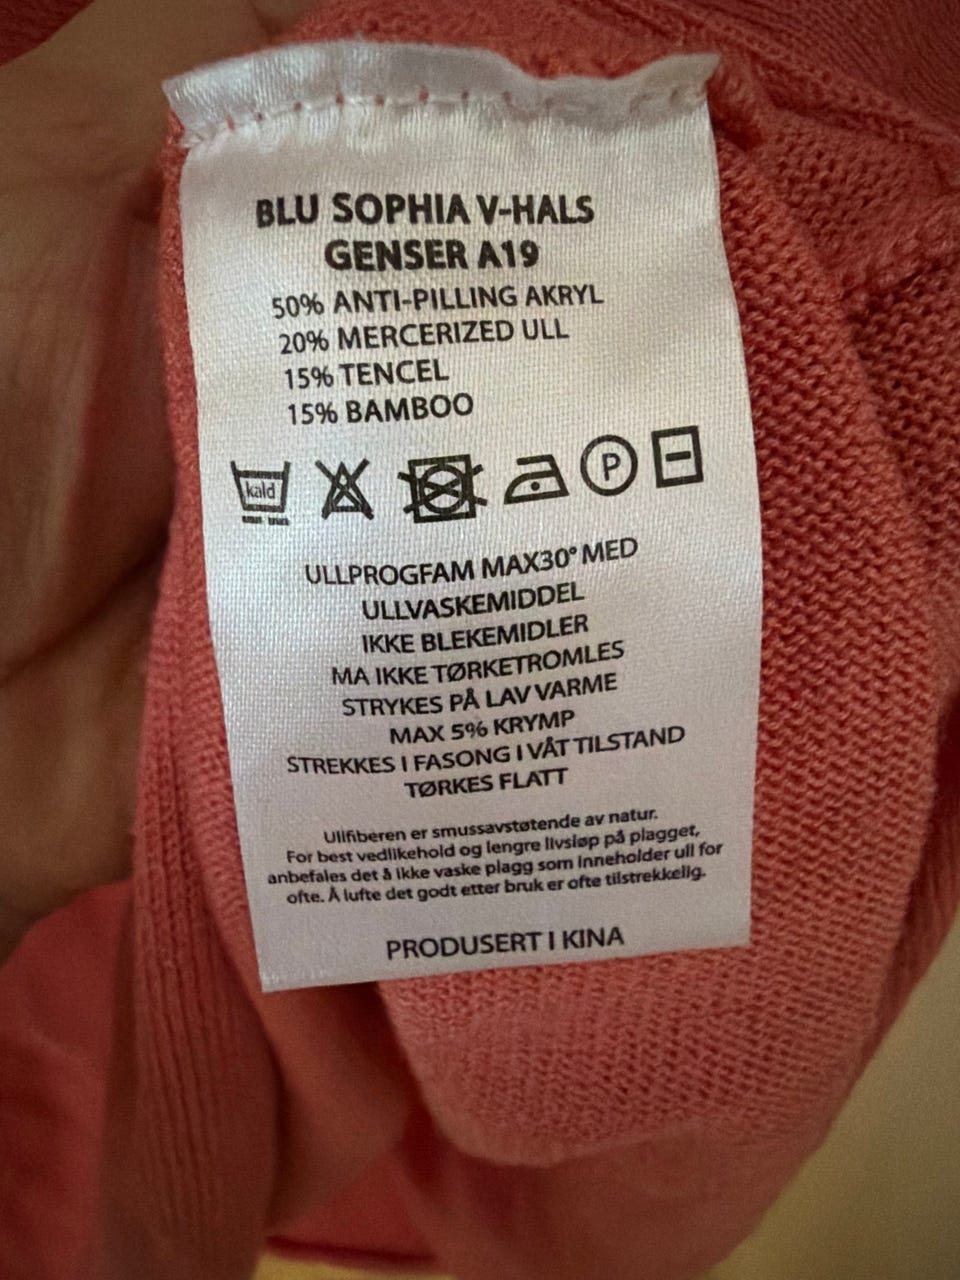 BLU SOPHIA V-HALS
GENSER A19
50% ANTI-PILLING AKRYL
20% MERCERIZED ULL
15% TENCEL
15% BAMBOO
kald P
ULLPROGFAM MAX30° MED
ULLVASKEMIDDEL
IKKE BLEKEMIDLER
MA IKKE TØRKETROMLES
STRYKES PÅ LAV VARME
MAX 5% KRYMP
STREKKES I FASONG I VÅT TILSTAND
TØRKES FLATT
Ullfiberen er smussavstøtende av natur.
For best vedlikehold og lengre livsløp på plagget,
anbefales det å ikke vaske plagg som inneholder ull for
ofte. Å lufte det godt etter bruk er ofte tilstrekkelig.
PRODUSERT I KINA